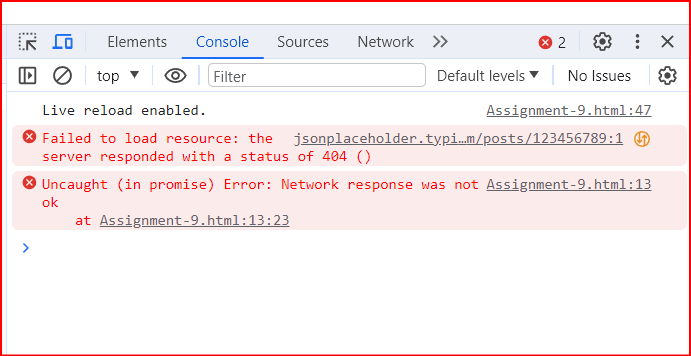 Elements Console Sources Network 2
top Filter Default levels No Issues
Live reload enabled. Assignment-9.html:47
Failed to load resource: the jsonplaceholder.typi…m/posts/123456789:1
server responded with a status of 404 ()
Uncaught (in promise) Error: Network response was not Assignment-9.html:13
ok
at Assignment-9.html:13:23